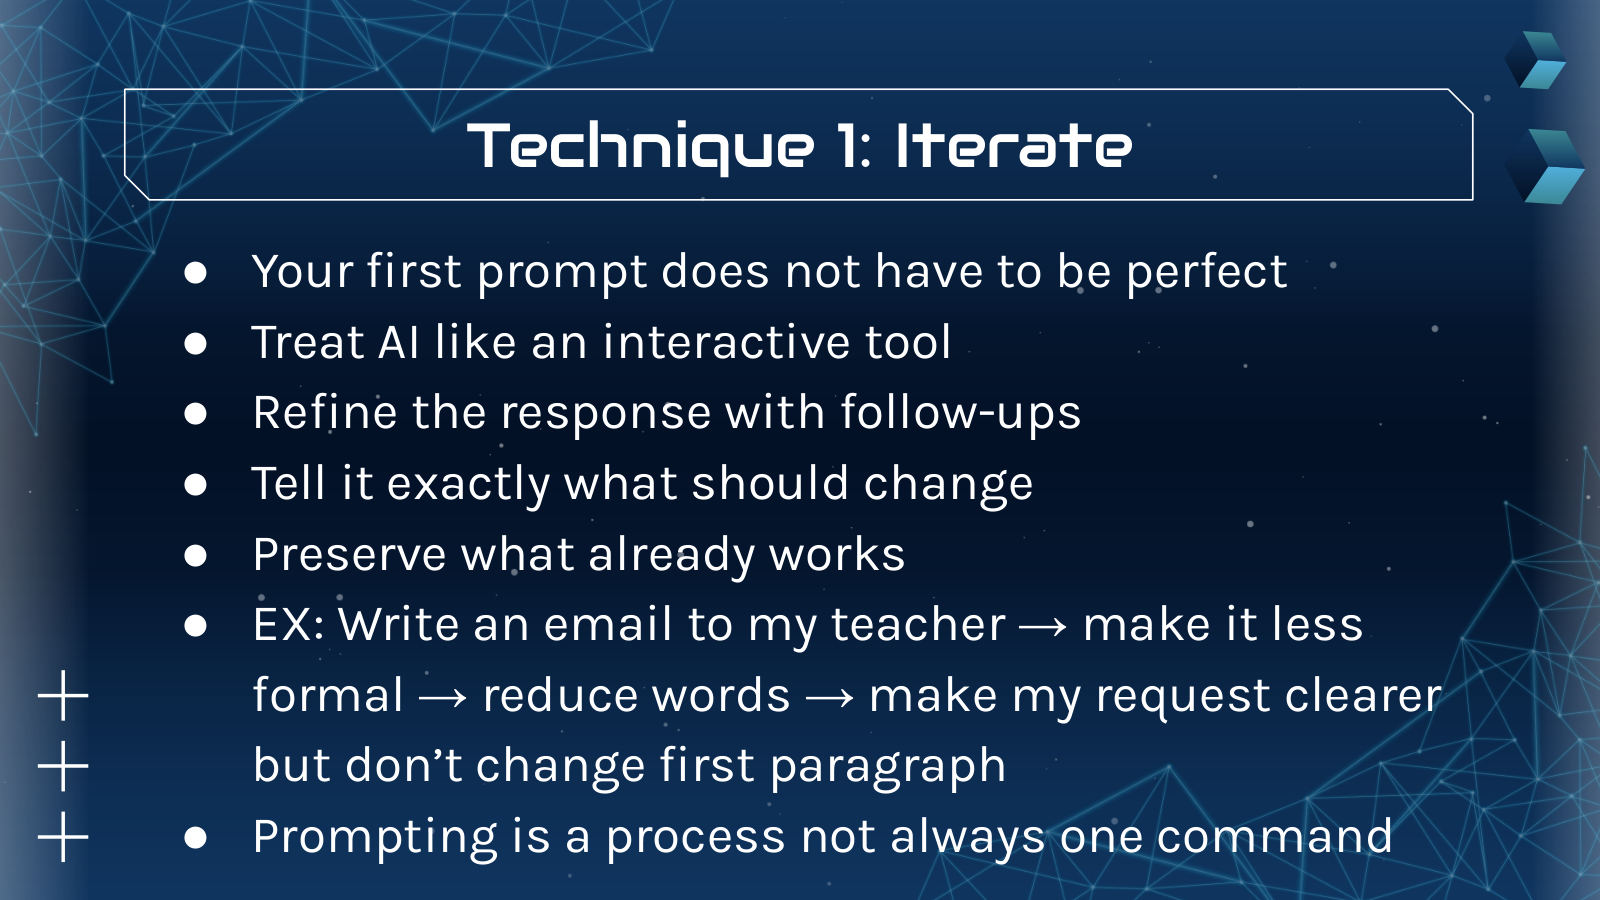 Technique 1: Iterate
● Your first prompt does not have to be perfect
● Treat AI like an interactive tool
● Refine the response with follow-ups
● Tell it exactly what should change
● Preserve what already works
● EX: Write an email to my teacher → make it less
formal → reduce words → make my request clearer
but don’t change first paragraph
● Prompting is a process not always one command